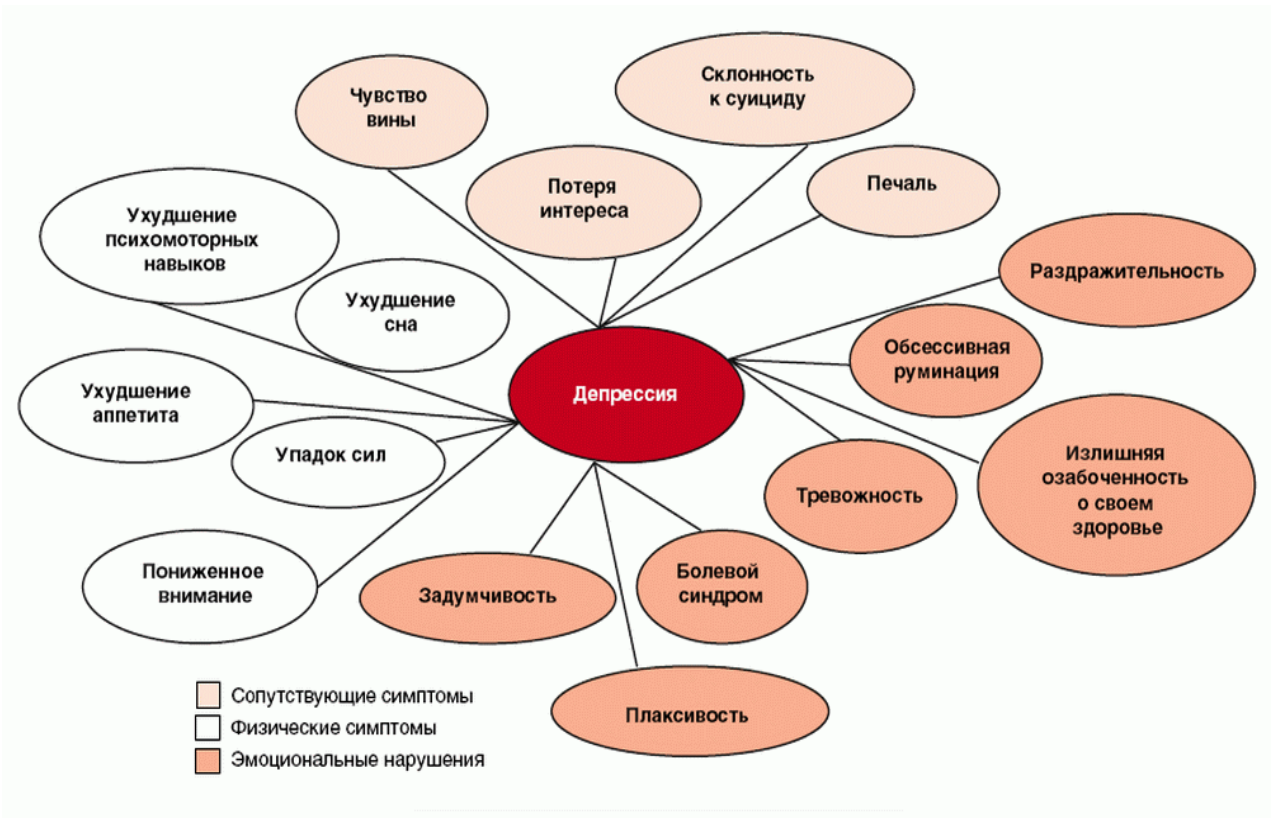 Чувство
вины
Склонность
к суициду
Потеря
интереса
Печаль
Ухудшение
психомоторных
навыков
Ухудшение
сна
Раздражительность
Обсессивная
руминация
Ухудшение
аппетита
Депрессия
Упадок сил
Тревожность
Излишняя
озабоченность
о своем
здоровье
Пониженное
внимание
Задумчивость
Болевой
синдром
Плаксивость
Сопутствующие симптомы
Физические симптомы
Эмоциональные нарушения